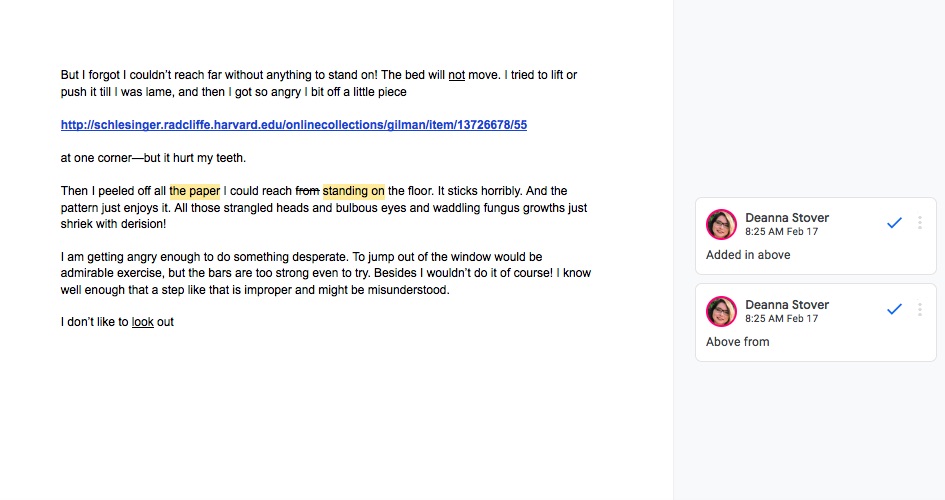 But I forgot I couldn’t reach far without anything to stand on! The bed will not move. I tried to lift or
push it till I was lame, and then I got so angry I bit off a little piece
http://schlesinger.radcliffe.harvard.edu/onlinecollections/gilman/item/13726678/55
at one corner—but it hurt my teeth.
Then I peeled off all the paper I could reach from standing on the floor. It sticks horribly. And the
pattern just enjoys it. All those strangled heads and bulbous eyes and waddling fungus growths just
shriek with derision!
I am getting angry enough to do something desperate. To jump out of the window would be
admirable exercise, but the bars are too strong even to try. Besides I wouldn’t do it of course! I know
well enough that a step like that is improper and might be misunderstood.
I don’t like to look out
Deanna Stover
8:25 AM Feb 17
Added in above
Deanna Stover
8:25 AM Feb 17
Above from